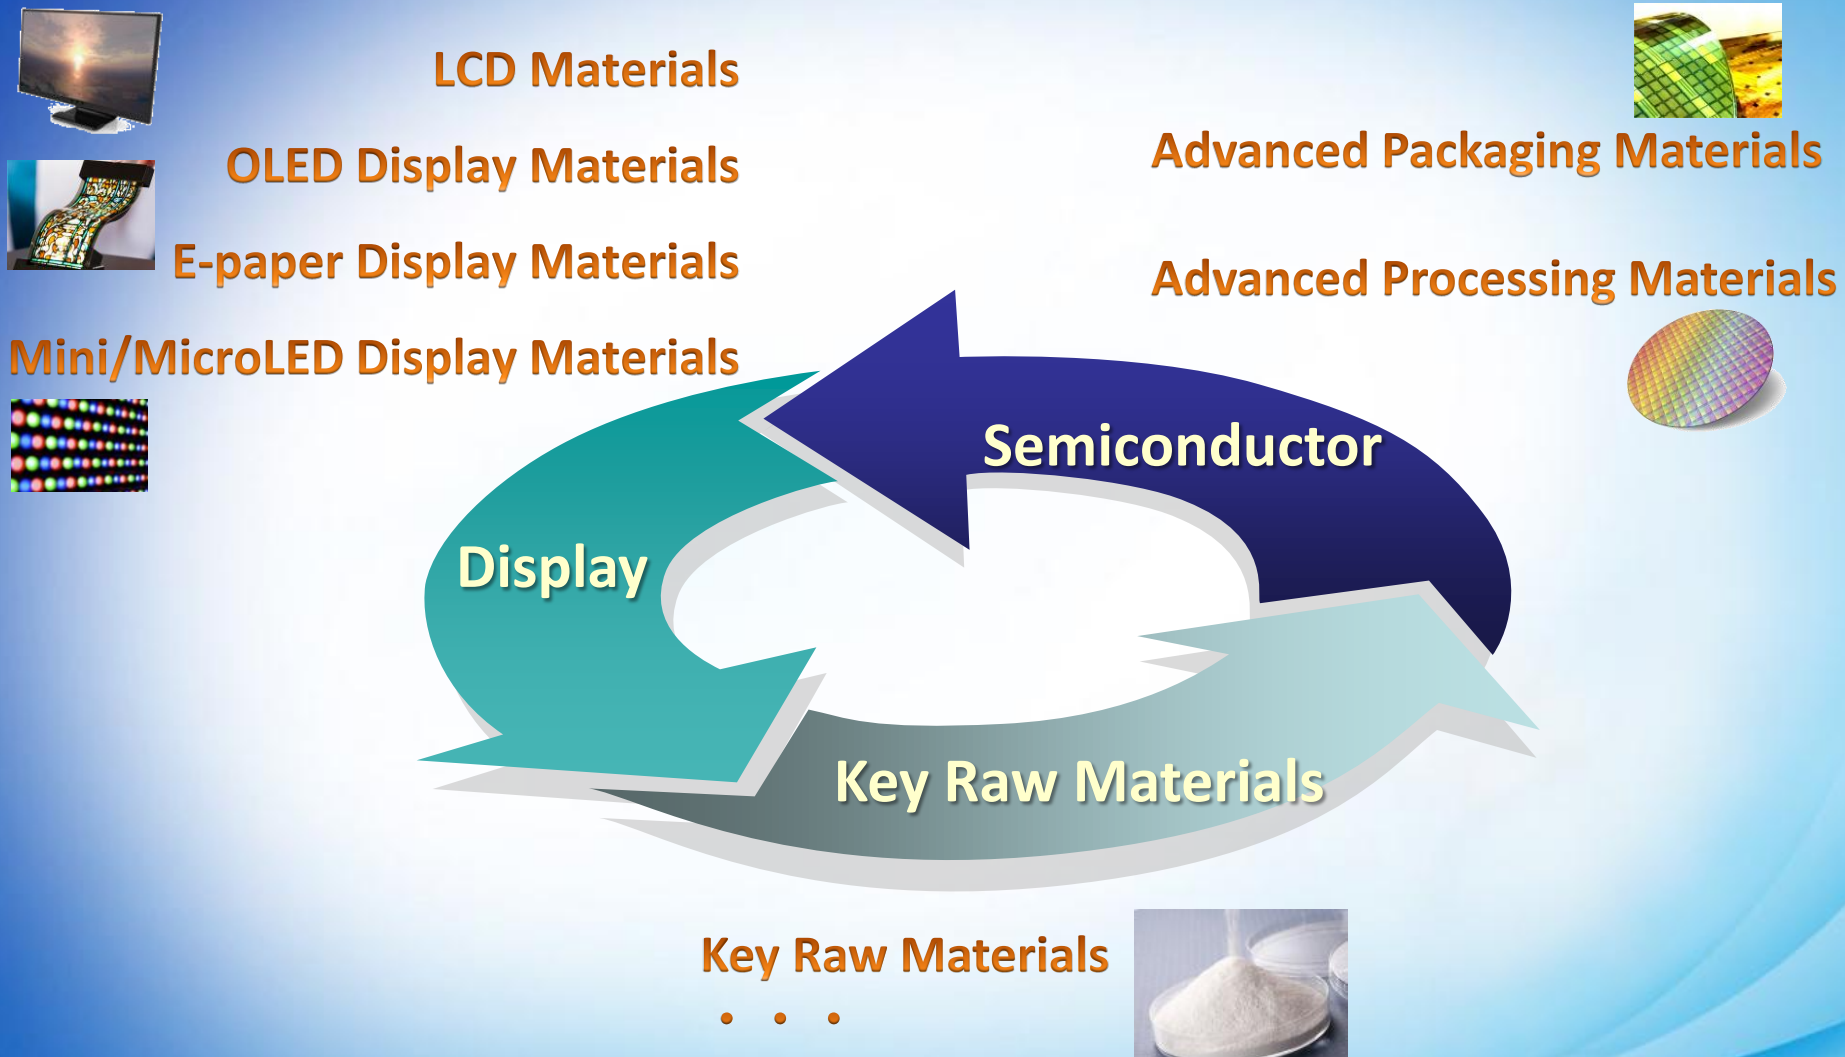 LCD Materials
OLED Display Materials
E-paper Display Materials
Mini/MicroLED Display Materials
Advanced Packaging Materials
Advanced Processing Materials
Semiconductor
Display
Key Raw Materials
Key Raw Materials
• • •